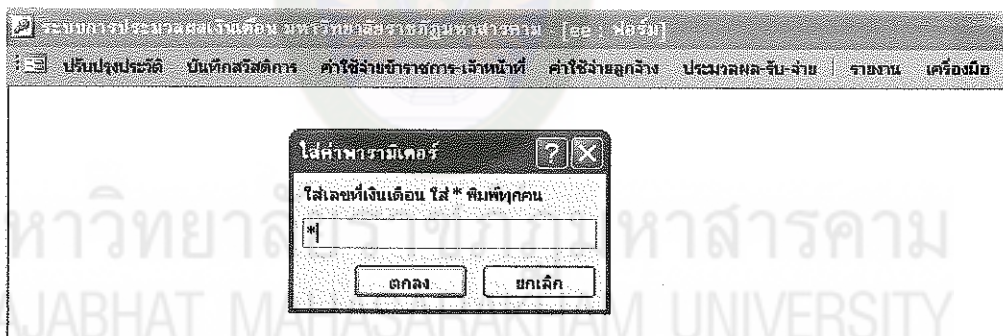 ระบบการประมวลผลเงินเดือน มหาวิทยาลัยราชภัฏมหาสารคาม - [ee : ฟอร์ม]
ปรับปรุงประวัติ บันทึกสวัสดิการ ค่าใช้จ่ายข้าราชการ-เจ้าหน้าที่ ค่าใช้จ่ายลูกจ้าง ประมวลผล-รับ-จ่าย รายงาน เครื่องมือ
ใส่ค่าพารามิเตอร์
ใส่เลขที่เงินเดือน ใส่ * พิมพ์ทุกคน
*
ตกลง ยกเลิก
หาวิทยาลัยราชภัฏมหาสารคาม
RAJABHAT MAHASARAKHAM UNIVERSITY